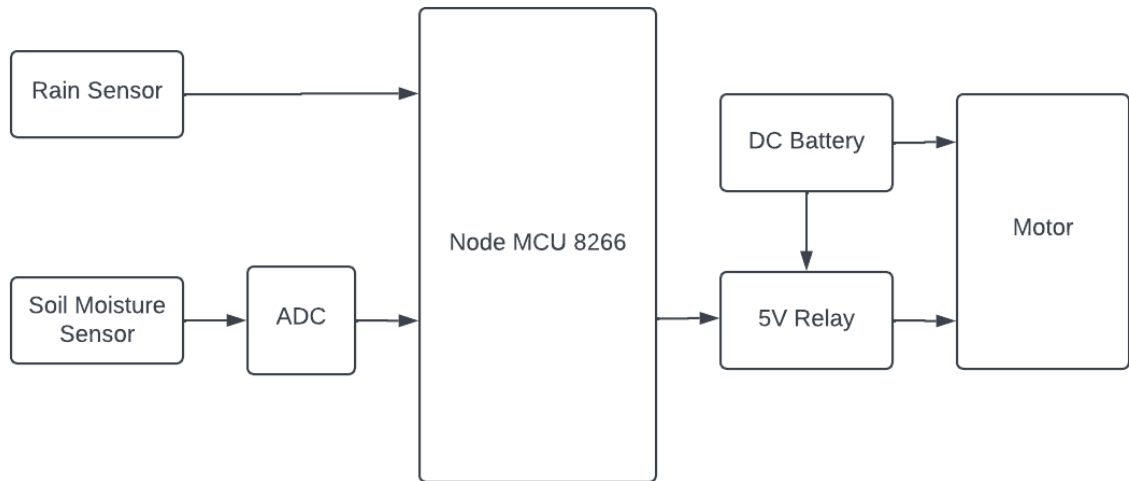 Rain Sensor
Soil Moisture
Sensor
ADC
Node MCU 8266
DC Battery
5V Relay
Motor